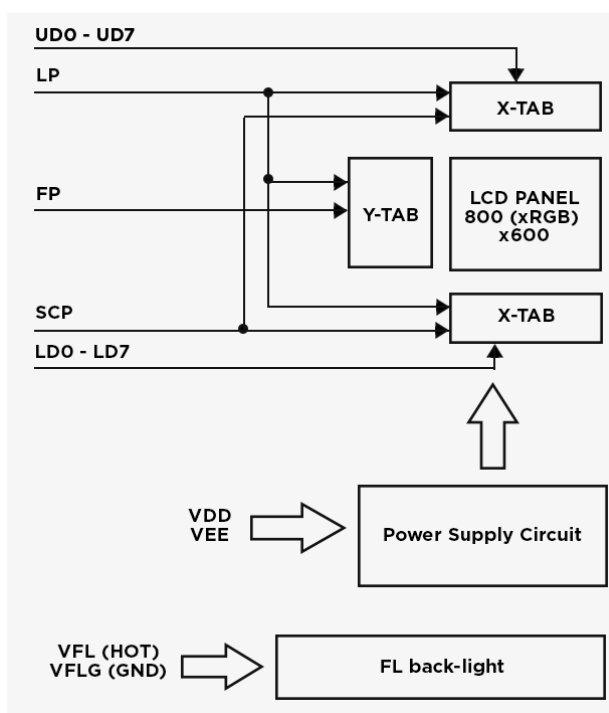 UD0 - UD7
LP
X-TAB
FP
Y-TAB
LCD PANEL
800 (xRGB)
x600
SCP
X-TAB
LD0 - LD7
VDD
VEE
Power Supply Circuit
VFL (HOT)
VFLG (GND)
FL back-light